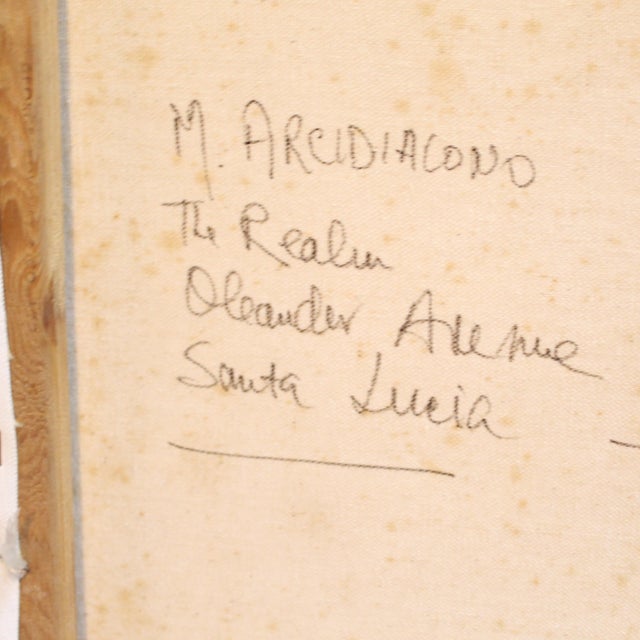 M. ARCIDIACONO
The Realm
Oleander Avenue
Santa Lucia